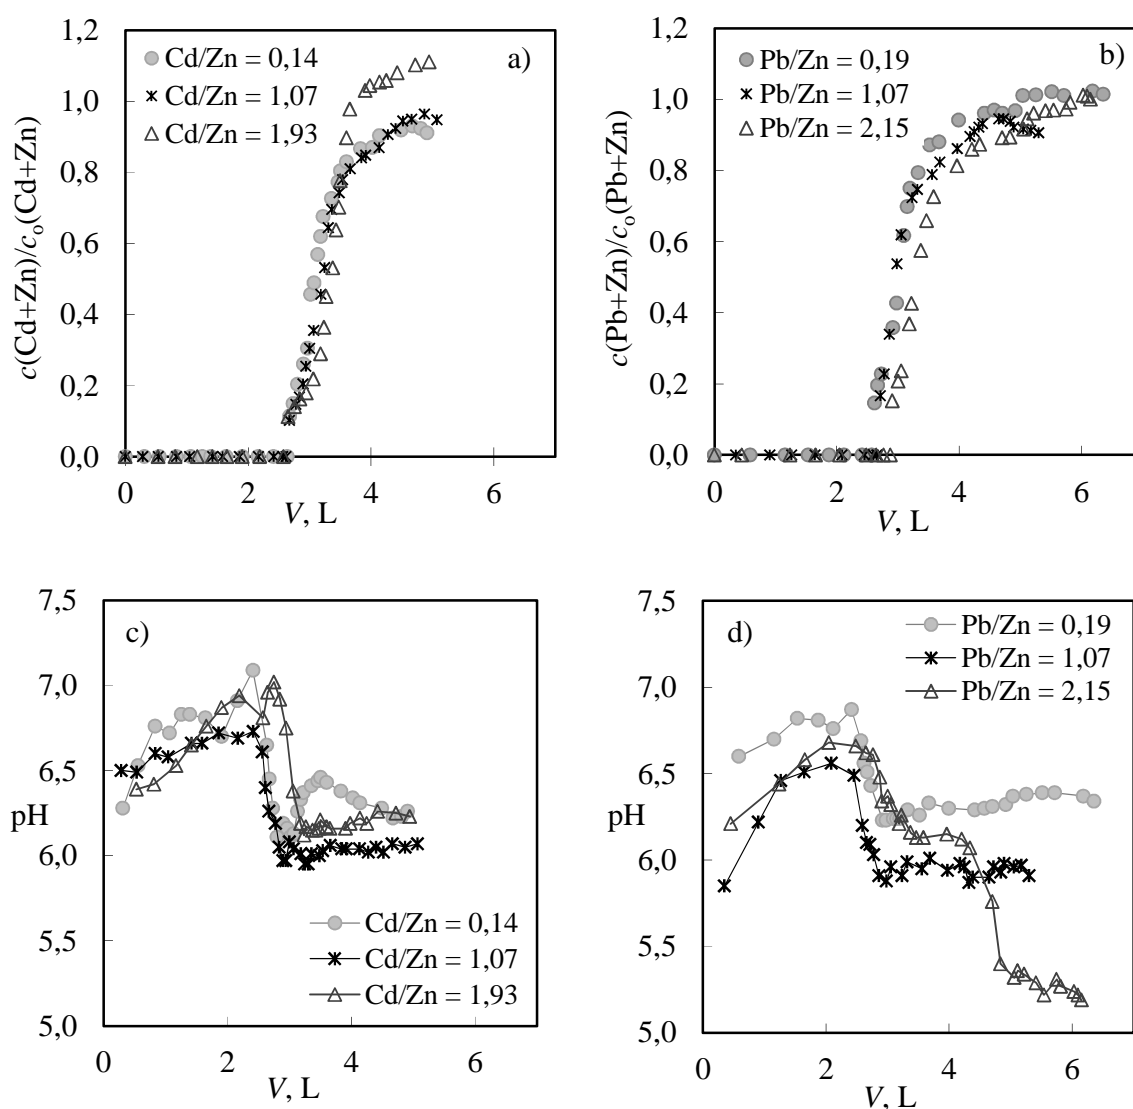 a)
Cd/Zn = 0,14
Cd/Zn = 1,07
Cd/Zn = 1,93
c(Cd+Zn)/co(Cd+Zn)
1,2
1,0
0,8
0,6
0,4
0,2
0,0
0 2 4 6
V, L
b)
Pb/Zn = 0,19
Pb/Zn = 1,07
Pb/Zn = 2,15
c(Pb+Zn)/co(Pb+Zn)
1,2
1,0
0,8
0,6
0,4
0,2
0,0
0 2 4 6
V, L
c)
7,5
7,0
6,5
pH
6,0
5,5
5,0
Cd/Zn = 0,14
Cd/Zn = 1,07
Cd/Zn = 1,93
0 2 4 6
V, L
d)
Pb/Zn = 0,19
Pb/Zn = 1,07
Pb/Zn = 2,15
7,5
7,0
6,5
pH
6,0
5,5
5,0
0 2 4 6
V, L